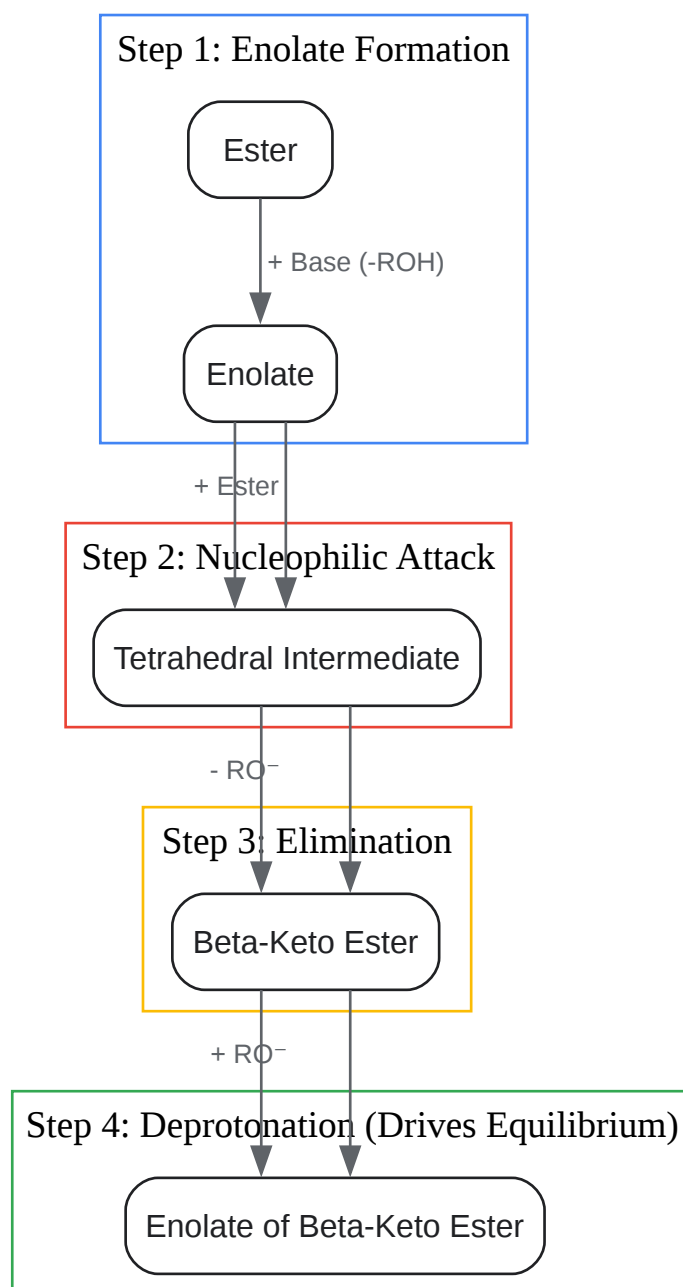 Step 1: Enolate Formation
Ester
+ Base (-ROH)
Enolate
+ Ester
Step 2: Nucleophilic Attack
Tetrahedral Intermediate
- RO⁻
Step 3: Elimination
Beta-Keto Ester
+ RO⁻
Step 4: Deprotonation (Drives Equilibrium)
Enolate of Beta-Keto Ester